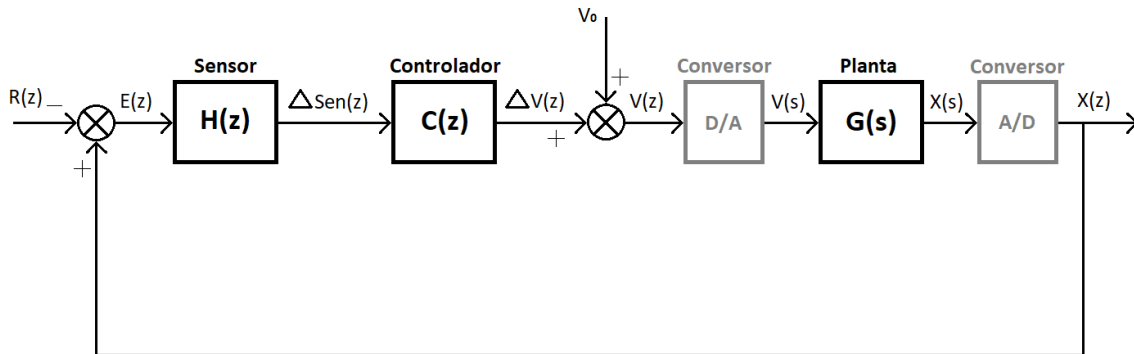 V₀
Sensor
Controlador
Conversor
Planta
Conversor
R(z)
−
E(z)
H(z)
△Sen(z)
C(z)
△V(z)
+
+
V(z)
D/A
V(s)
G(s)
X(s)
A/D
X(z)
+